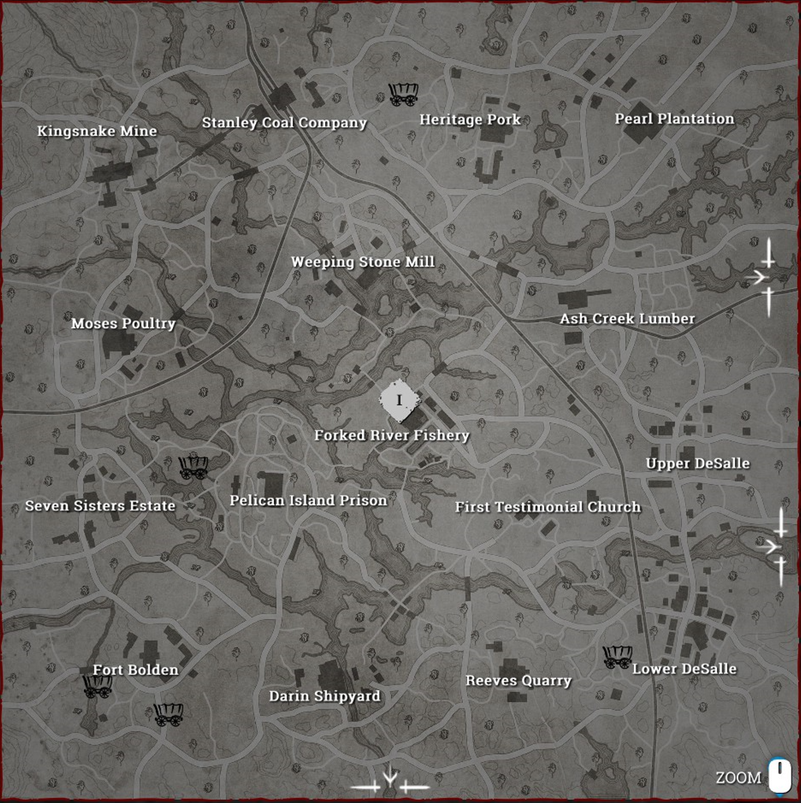 Heritage Pork
Pearl Plantation
Stanley Coal Company
Kingsnake Mine
Weeping Stone Mill
Ash Creek Lumber
Moses Poultry
I
Forked River Fishery
Upper DeSalle
Pelican Island Prison
Seven Sisters Estate
First Testimonial Church
Fort Bolden
Lower DeSalle
Reeves Quarry
Darin Shipyard
ZOOM